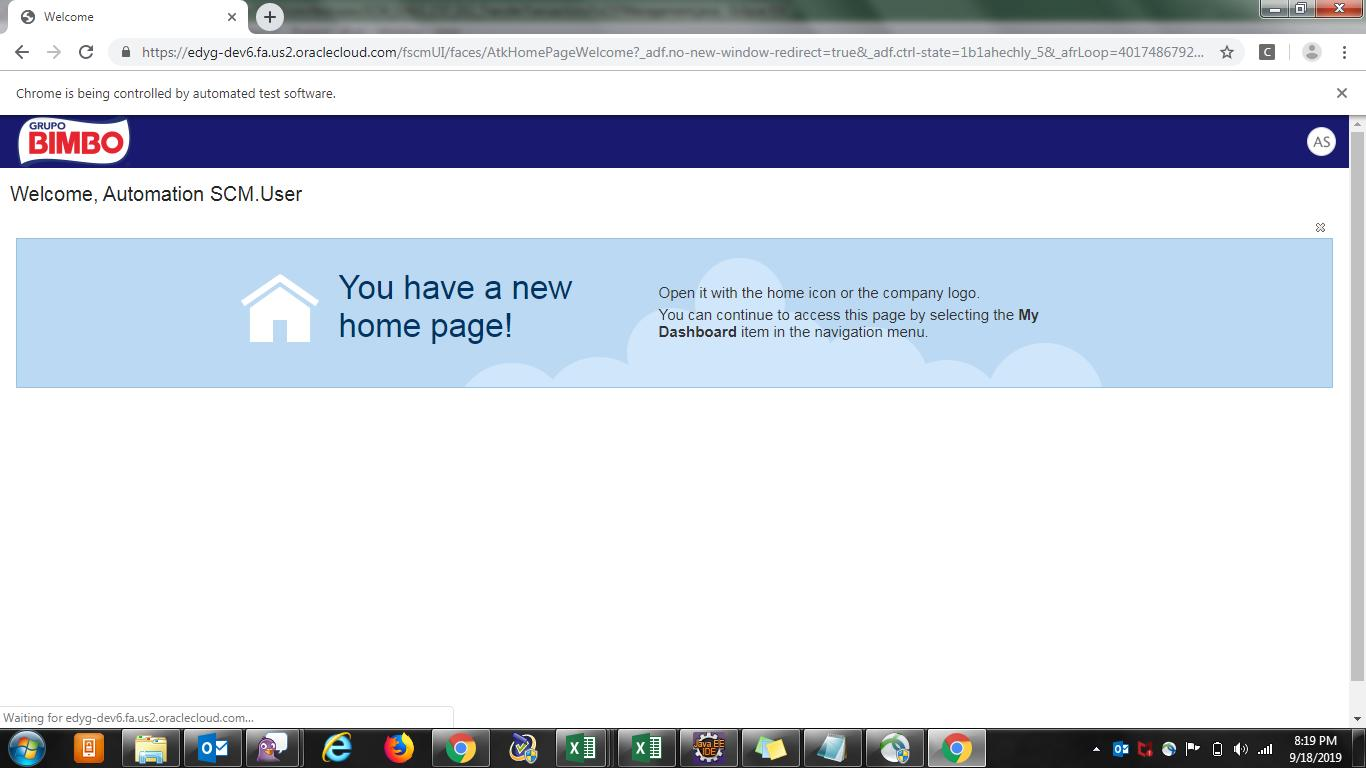 Welcome
https://edyg-dev6.fa.us2.oraclecloud.com/fscmUI/faces/AtkHomePageWelcome?_adf.no-new-window-redirect=true&_adf.ctrl-state=1b1ahechly_5&_afrLoop=4017486792...
C
Chrome is being controlled by automated test software.
GRUPO
BIMBO
AS
Welcome, Automation SCM.User
You have a new
home page!
Open it with the home icon or the company logo.
You can continue to access this page by selecting the My
Dashboard item in the navigation menu.
Waiting for edyg-dev6.fa.us2.oraclecloud.com...
Java EE
IDE
8:19 PM
9/18/2019